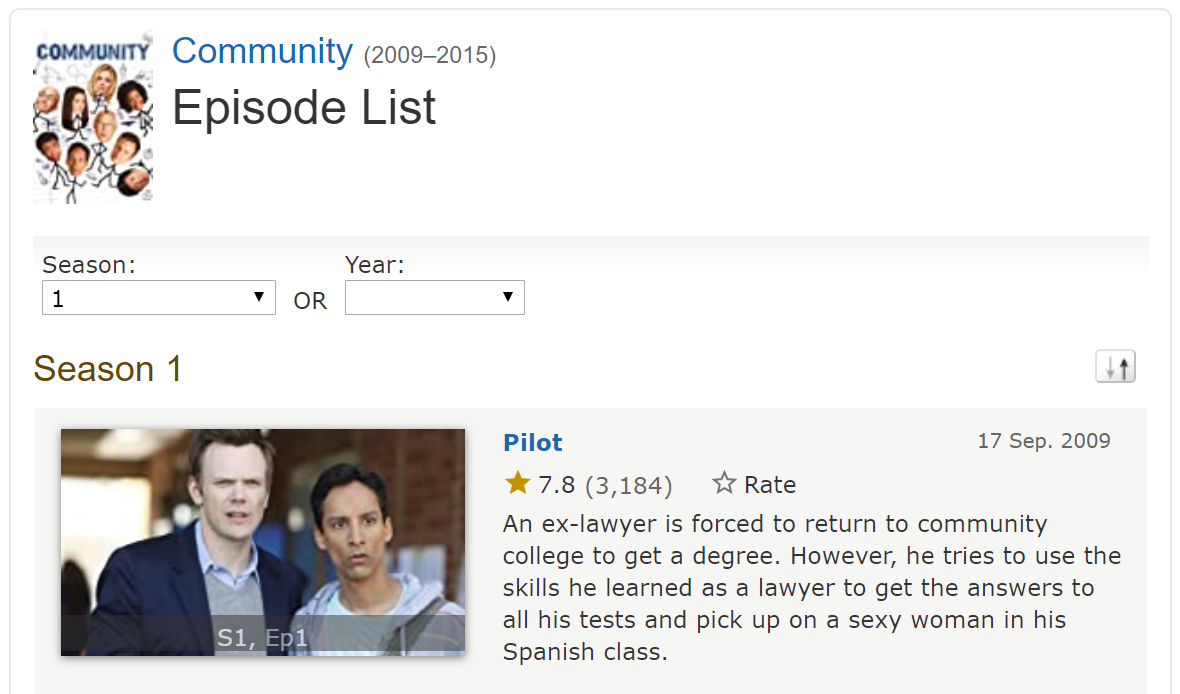 COMMUNITY
Community (2009–2015)
Episode List
Season:
Year:
1
OR
Season 1
Pilot
17 Sep. 2009
7.8 (3,184)
Rate
An ex-lawyer is forced to return to community
college to get a degree. However, he tries to use the
skills he learned as a lawyer to get the answers to
all his tests and pick up on a sexy woman in his
Spanish class.
S1, Ep1